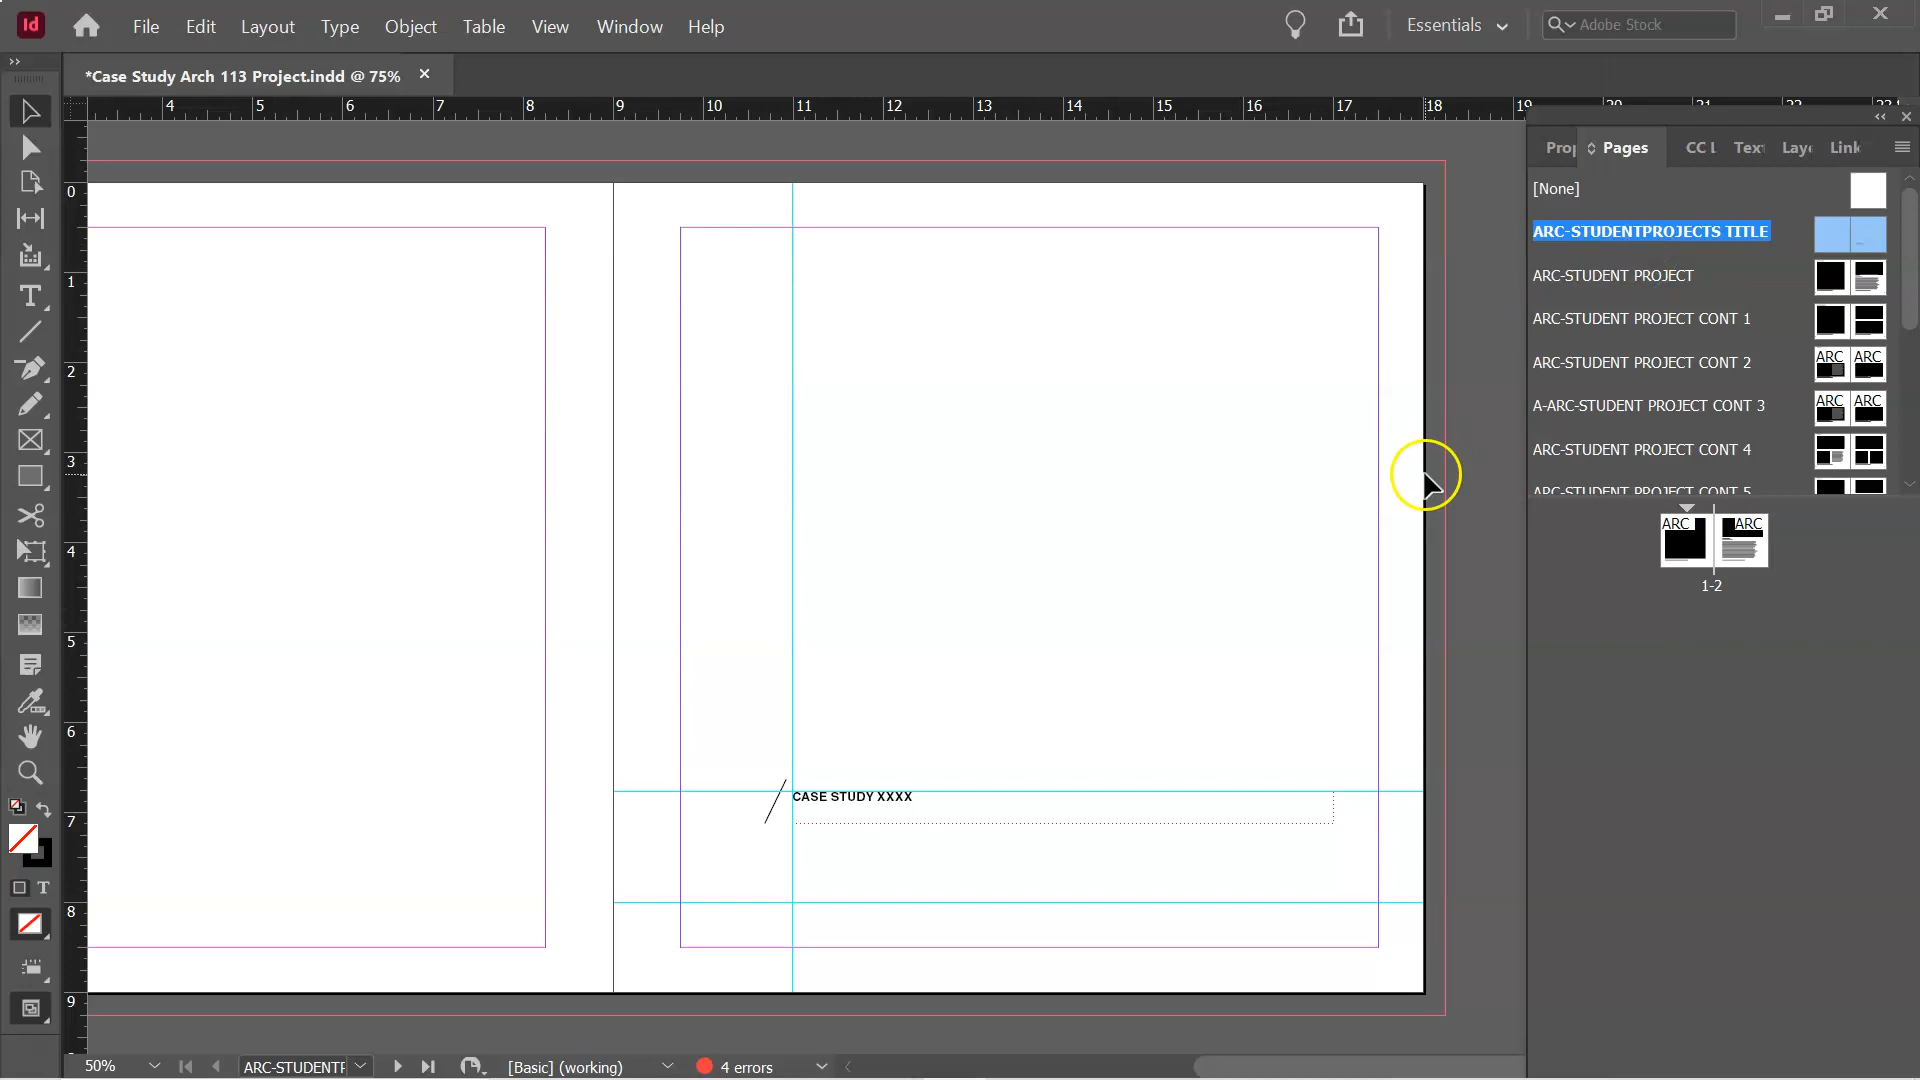 Id File Edit Layout Type Object Table View Window Help Essentials Adobe Stock
*Case Study Arch 113 Project.indd @ 75%
4 5 6 7 8 9 10 11 12 13 14 15 16 17 18 19 20 21 22
Pages CC L Link
[None]
ARC-STUDENTPROJECTS TITLE
ARC-STUDENT PROJECT
ARC-STUDENT PROJECT CONT 1
ARC-STUDENT PROJECT CONT 2
ARC ARC
A-ARC-STUDENT PROJECT CONT 3
ARC ARC
ARC-STUDENT PROJECT CONT 4
ARC-STUDENT PROJECT CONT 5
ARC ARC
1-2
0
1
2
3
4
5
6
7
8
9
CASE STUDY XXXX
T
50% ARC-STUDENTF [Basic] (working) 4 errors